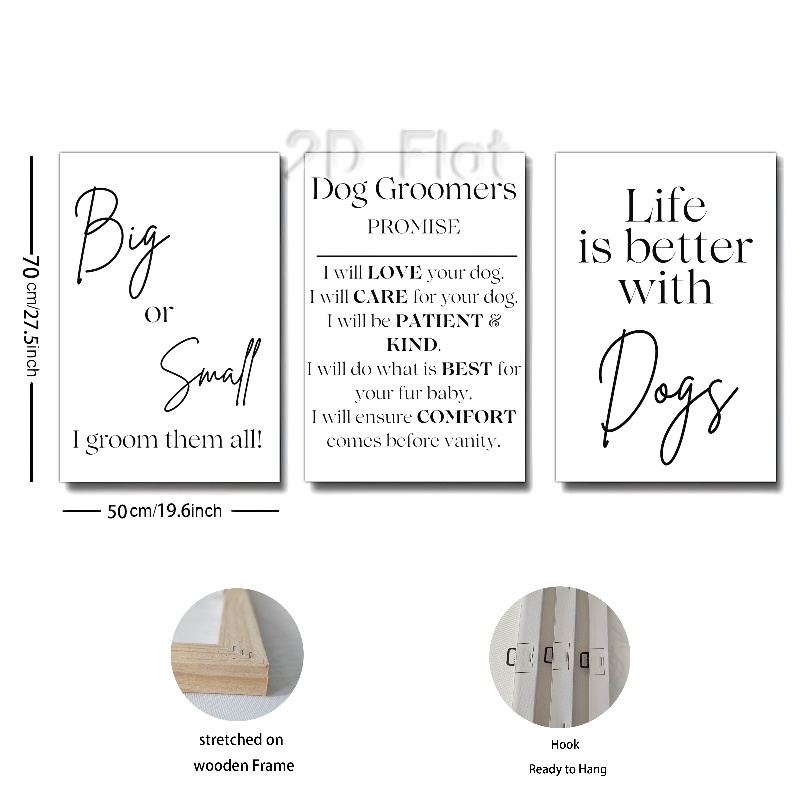 2D Flat
Big
or
Small
I groom them all!
Dog Groomers
PROMISE
I will LOVE your dog.
I will CARE for your dog.
I will be PATIENT &
KIND.
I will do what is BEST for
your fur baby.
I will ensure COMFORT
comes before vanity.
Life
is better
with
Dogs
70cm/27.5inch
50cm/19.6inch
stretched on
wooden Frame
Hook
Ready to Hang